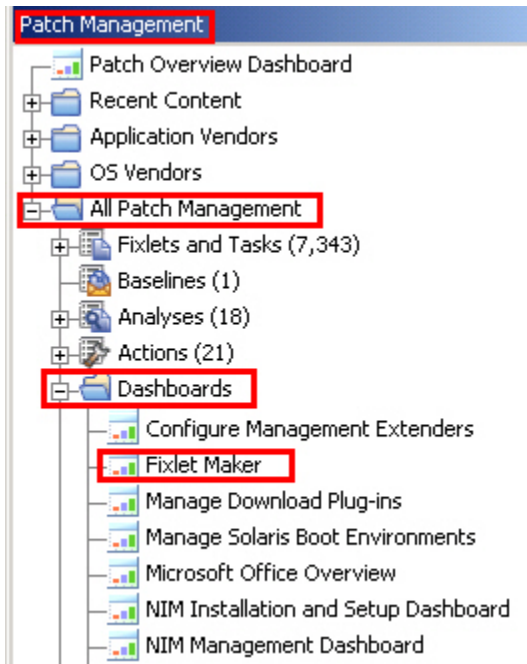 Patch Management
Patch Overview Dashboard
Recent Content
Application Vendors
OS Vendors
All Patch Management
Fixlets and Tasks (7,343)
Baselines (1)
Analyses (18)
Actions (21)
Dashboards
Configure Management Extenders
Fixlet Maker
Manage Download Plug-ins
Manage Solaris Boot Environments
Microsoft Office Overview
NIM Installation and Setup Dashboard
NIM Management Dashboard